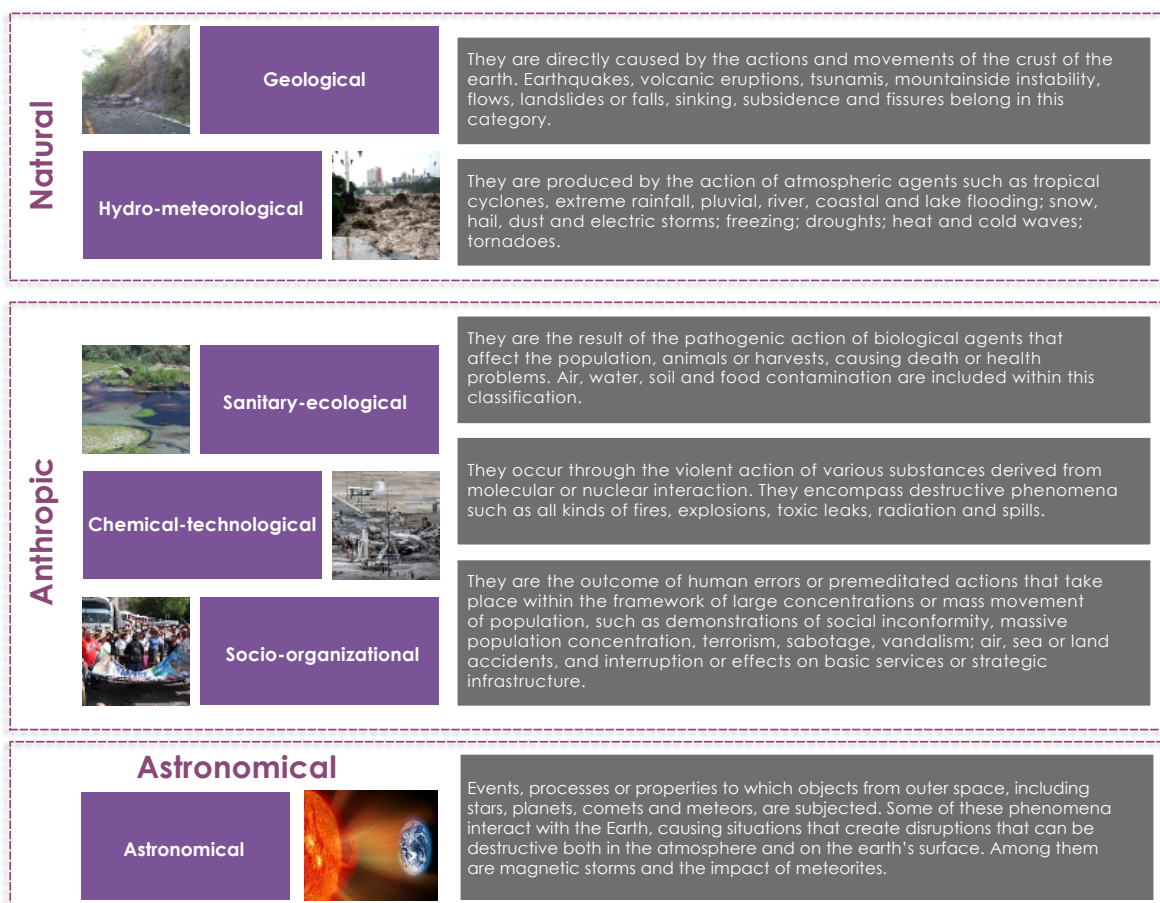 Natural
Geological
They are directly caused by the actions and movements of the crust of the
earth. Earthquakes, volcanic eruptions, tsunamis, mountainside instability,
flows, landslides or falls, sinking, subsidence and fissures belong in this
category.
Hydro-meteorological
They are produced by the action of atmospheric agents such as tropical
cyclones, extreme rainfall, pluvial, river, coastal and lake flooding; snow,
hail, dust and electric storms; freezing; droughts; heat and cold waves;
tornadoes.
Anthropic
Sanitary-ecological
They are the result of the pathogenic action of biological agents that
affect the population, animals or harvests, causing death or health
problems. Air, water, soil and food contamination are included within this
classification.
Chemical-technological
They occur through the violent action of various substances derived from
molecular or nuclear interaction. They encompass destructive phenomena
such as all kinds of fires, explosions, toxic leaks, radiation and spills.
Socio-organizational
They are the outcome of human errors or premeditated actions that take
place within the framework of large concentrations or mass movement
of population, such as demonstrations of social inconformity, massive
population concentration, terrorism, sabotage, vandalism; air, sea or land
accidents, and interruption or effects on basic services or strategic
infrastructure.
Astronomical
Astronomical
Events, processes or properties to which objects from outer space, including
stars, planets, comets and meteors, are subjected. Some of these phenomena
interact with the Earth, causing situations that create disruptions that can be
destructive both in the atmosphere and on the earth's surface. Among them
are magnetic storms and the impact of meteorites.